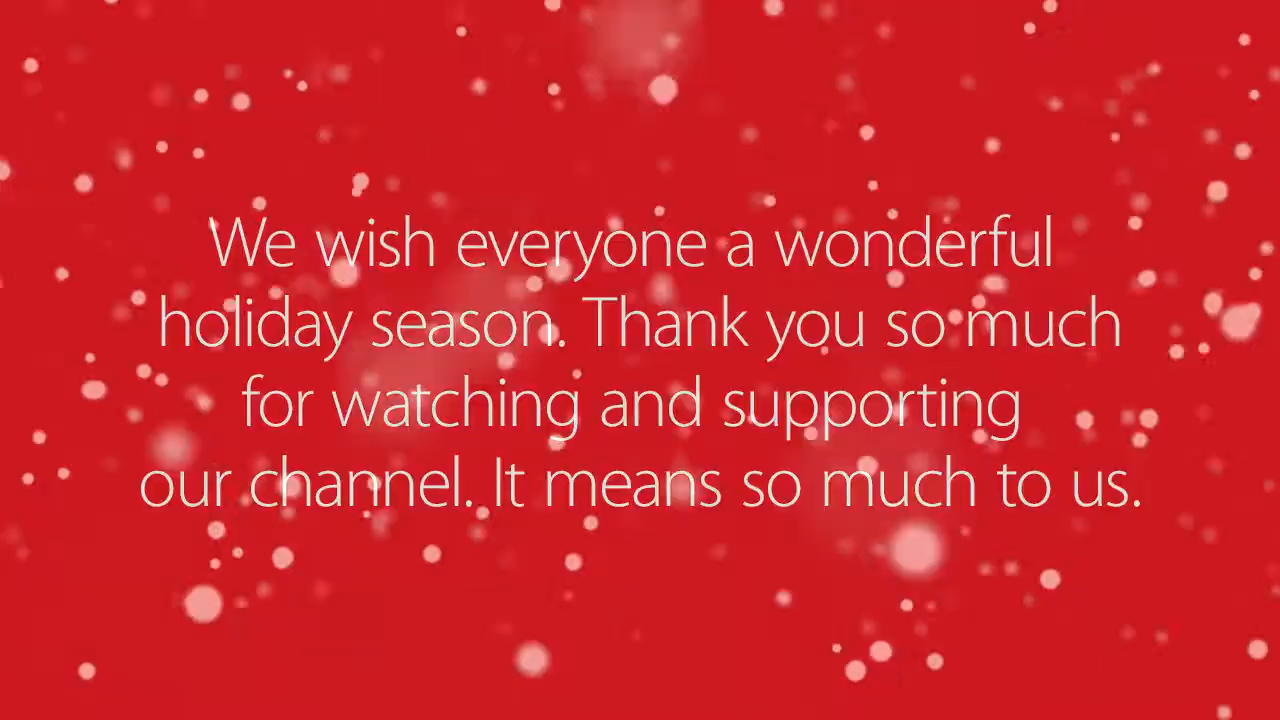 We wish everyone a wonderful
holiday season. Thank you so much
for watching and supporting
our channel. It means so much to us.